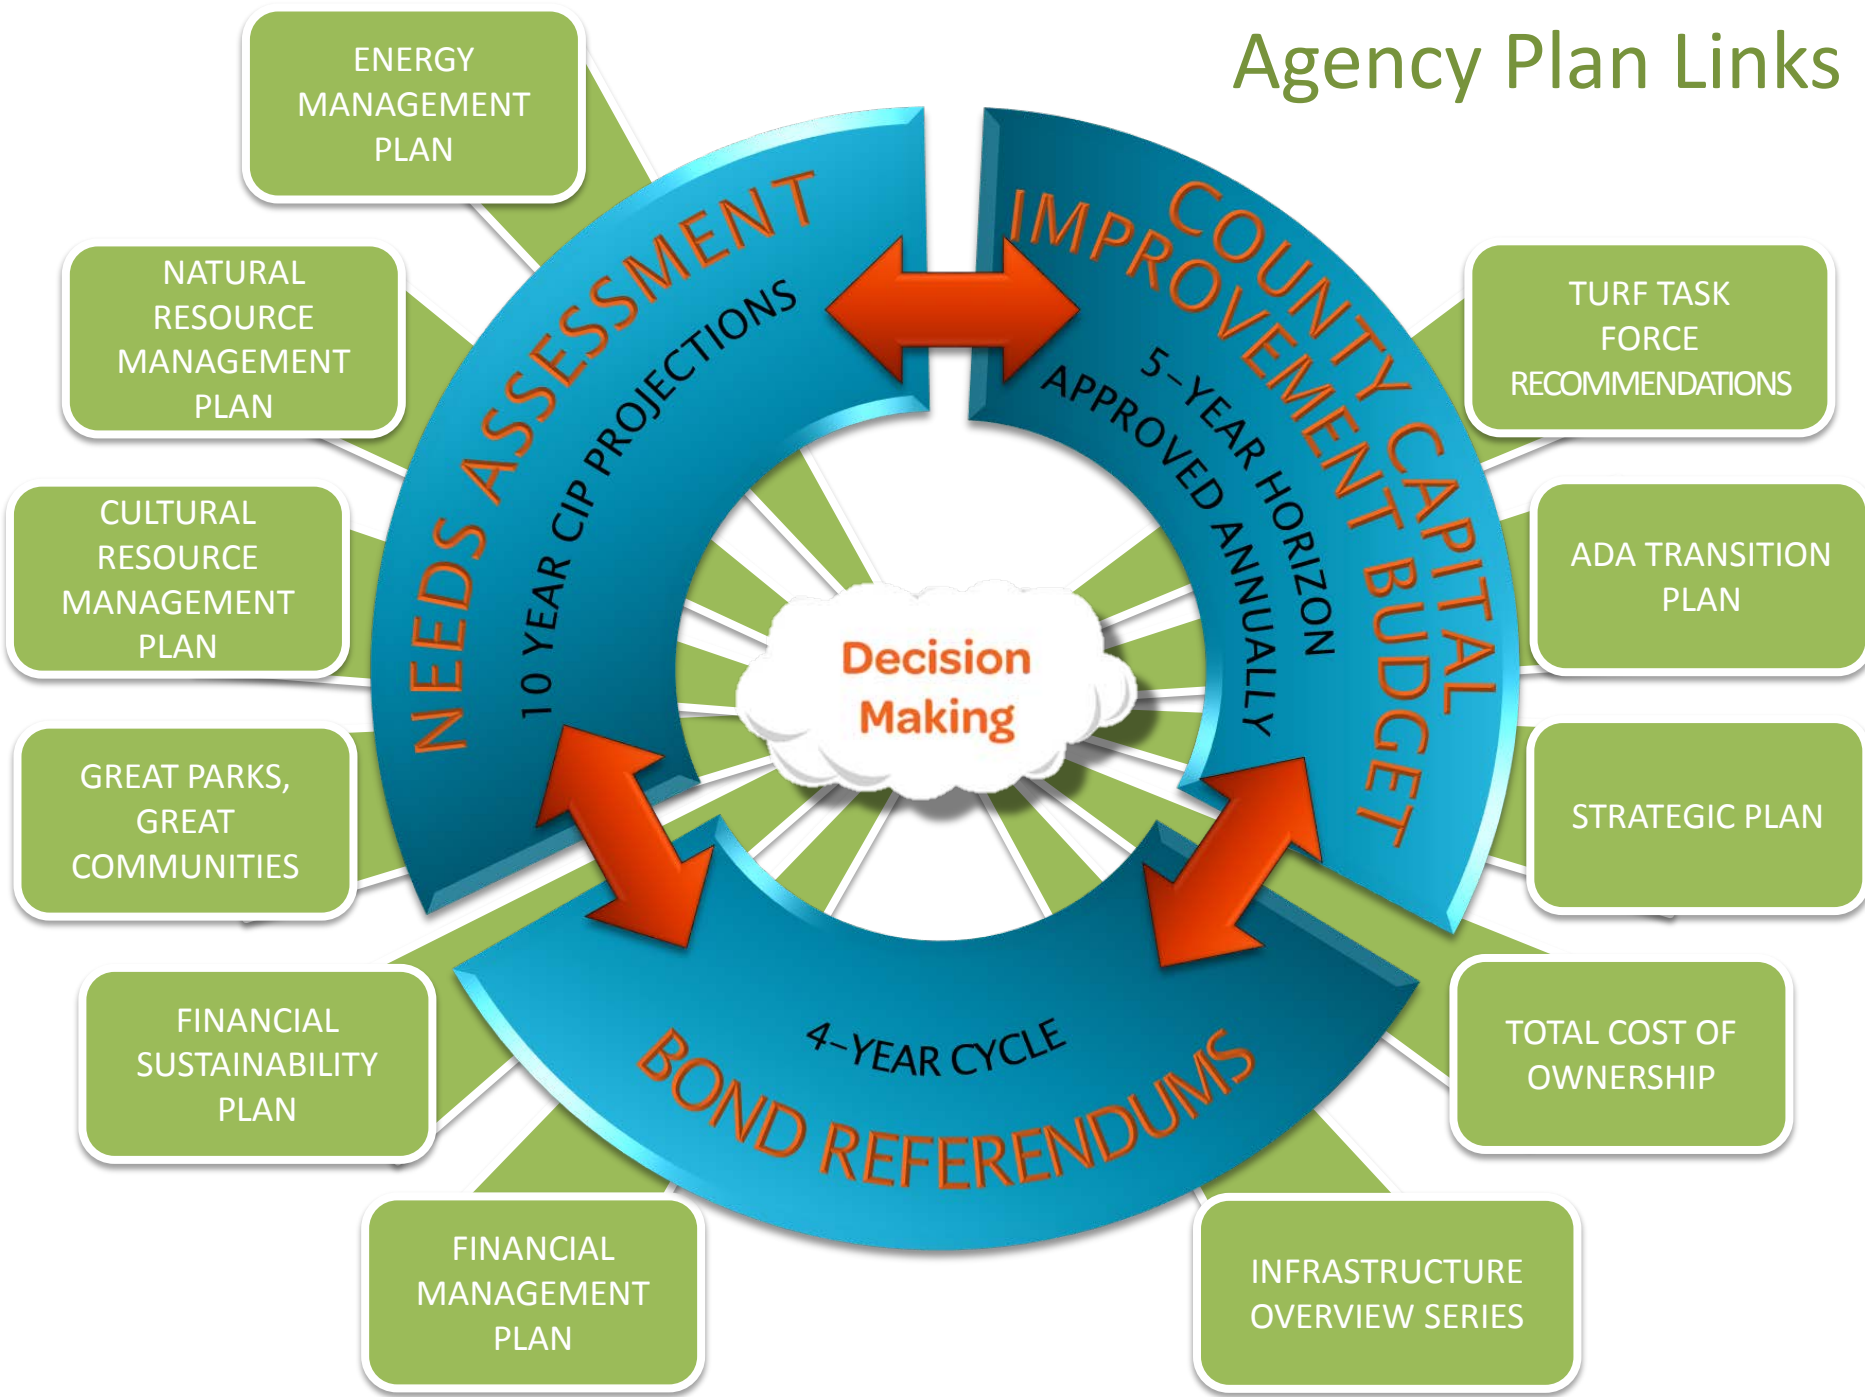 Agency Plan Links
ENERGY
MANAGEMENT
PLAN
NATURAL
RESOURCE
MANAGEMENT
PLAN
CULTURAL
RESOURCE
MANAGEMENT
PLAN
GREAT PARKS,
GREAT
COMMUNITIES
FINANCIAL
SUSTAINABILITY
PLAN
FINANCIAL
MANAGEMENT
PLAN
NEEDS ASSESSMENT
10 YEAR CIP PROJECTIONS
COUNTY CAPITAL
IMPROVEMENT BUDGET
5-YEAR HORIZON
APPROVED ANNUALLY
Decision
Making
4-YEAR CYCLE
BOND REFERENDUMS
TURF TASK
FORCE
RECOMMENDATIONS
ADA TRANSITION
PLAN
STRATEGIC PLAN
TOTAL COST OF
OWNERSHIP
INFRASTRUCTURE
OVERVIEW SERIES